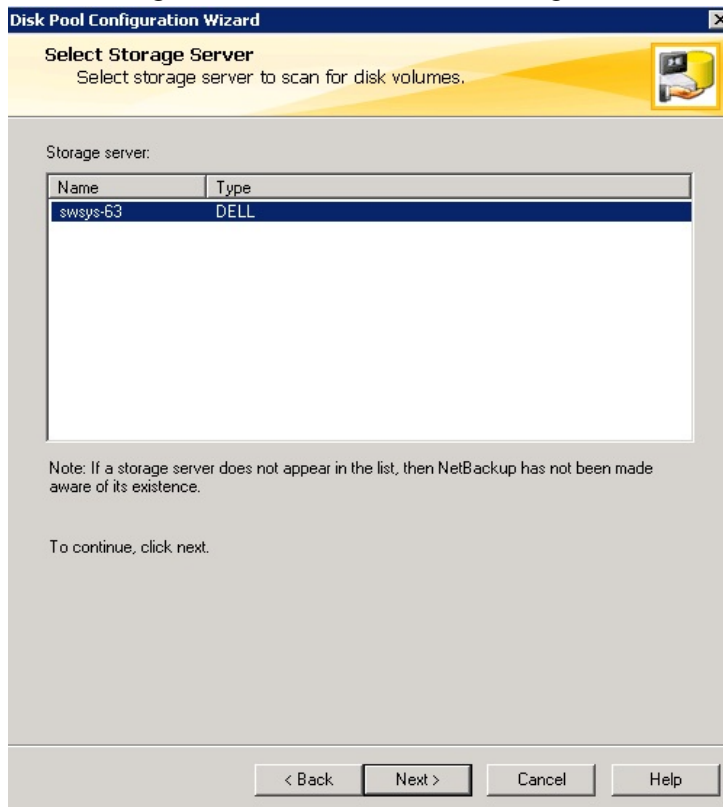 Disk Pool Configuration Wizard
Select Storage Server
Select storage server to scan for disk volumes.
Storage server:
Name Type
swsys-63 DELL
Note: If a storage server does not appear in the list, then NetBackup has not been made
aware of its existence.
To continue, click next.
< Back Next > Cancel Help